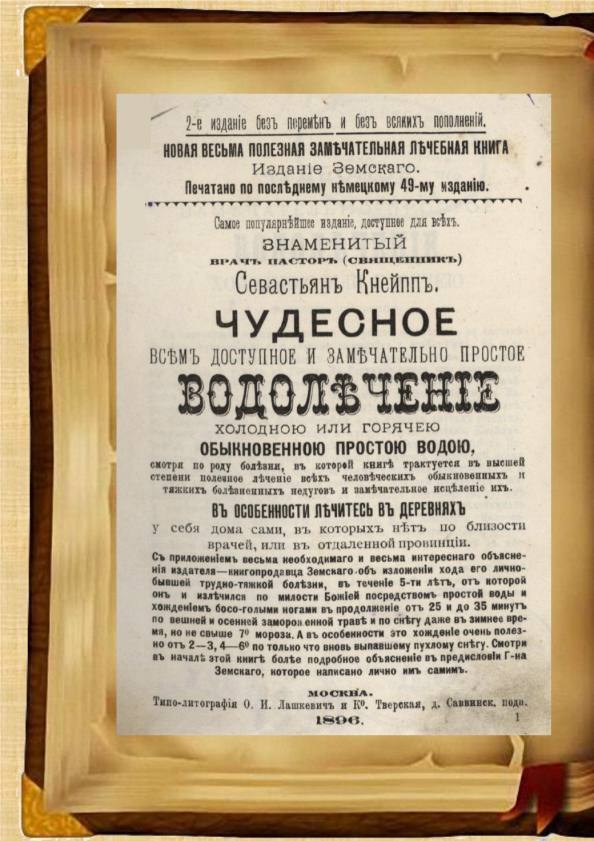 2-е изданіе безъ перемѣнъ и безъ всякихъ пополненій.
НОВАЯ ВЕСЬМА ПОЛЕЗНАЯ ЗАМѢЧАТЕЛЬНАЯ ЛѢЧЕБНАЯ КНИГА
Изданіе Земскаго.
Печатано по послѣднему нѣмецкому 49-му изданію.
Самое популярнѣйшее изданіе, доступное для всѣхъ.
ЗНАМЕНИТЫЙ
ВРАЧЪ ПАСТОРЪ (СВЯЩЕННИКЪ)
Севастьянъ Кнейппъ.
ЧУДЕСНОЕ
ВСѢМЪ ДОСТУПНОЕ И ЗАМѢЧАТЕЛЬНО ПРОСТОЕ
ВОДОЛѢЧЕНІЕ
ХОЛОДНОЮ ИЛИ ГОРЯЧЕЮ
ОБЫКНОВЕННОЮ ПРОСТОЮ ВОДОЮ,
смотря по роду болѣзни, въ которой книгѣ трактуется въ высшей
степени полезное лѣченіе всѣхъ человѣческихъ обыкновенныхъ и
тяжкихъ болѣзненныхъ недуговъ и замѣчательное исцѣленіе ихъ.
ВЪ ОСОБЕННОСТИ ЛѢЧИТЕСЬ ВЪ ДЕРЕВНЯХЪ
у себя дома сами, въ которыхъ нѣтъ по близости
врачей, или въ отдаленной провинціи.
Съ приложеніемъ весьма необходимаго и весьма интереснаго объясне-
нія издателя—книгопродавца Земскаго объ изложеніи хода его лично-
бывшей трудно-тяжкой болѣзни, въ теченіе 5-ти лѣтъ, отъ которой
онъ и излѣчился по милости Божіей посредствомъ простой воды и
хожденіемъ босо-голыми ногами въ продолженіе отъ 25 и до 35 минутъ
по вешней и осенней заморо енной травѣ и по снѣгу даже въ зимнее вре-
мя, но не свыше 7⁰ мороза. А въ особенности это хожденіе очень полез-
но отъ 2—3, 4—6⁰ по только что вновь выпавшему пухлому снѣгу. Смотри
въ началѣ этой книгѣ болѣе подробное объясненіе въ предисловіи Г-на
Земскаго, которое написано лично имъ самимъ.
МОСКВА.
Типо-литографія О. И. Лашкевичъ и К⁰. Тверская, д. Саввинск. подв.
1896.
1